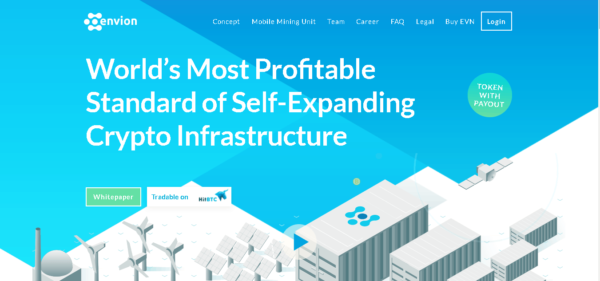 envion
Concept Mobile Mining Unit Team Career FAQ Legal Buy EVN Login
World's Most Profitable
Standard of Self-Expanding
Crypto Infrastructure
TOKEN
WITH
PAYOUT
Whitepaper Tradable on HitBTC